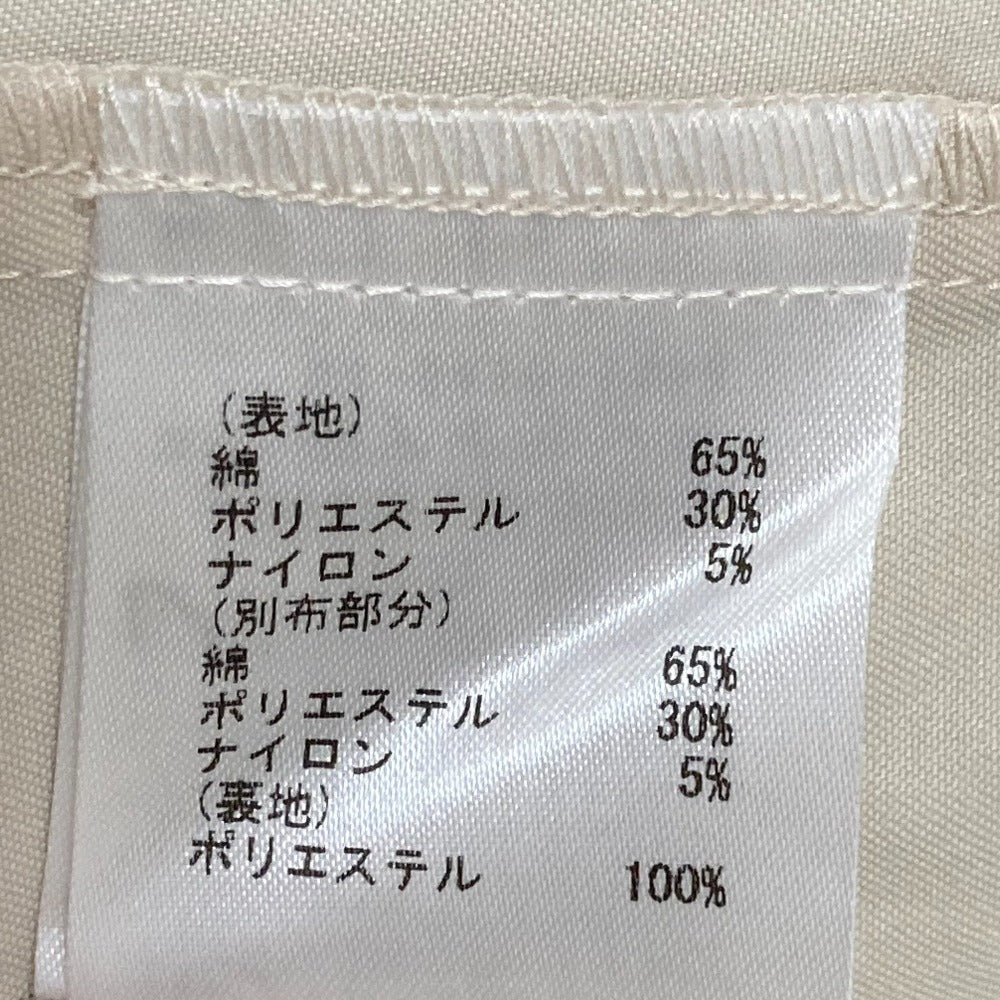 (表地)
綿 65%
ポリエステル 30%
ナイロン 5%
(別布部分)
綿 65%
ポリエステル 30%
ナイロン 5%
(裏地)
ポリエステル 100%